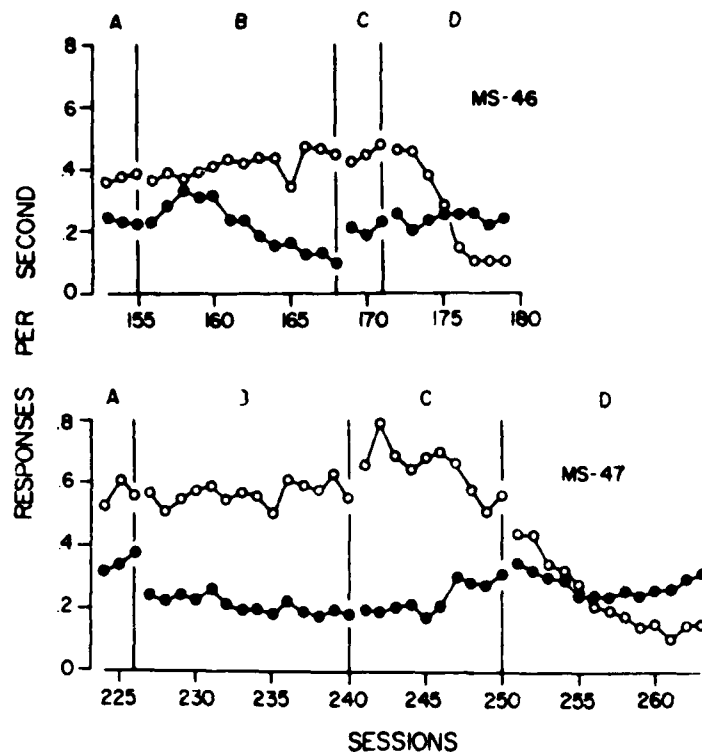 A B C D
.8
MS-46
.6
.4
.2
0
155 160 165 170 175 180
RESPONSES PER SECOND
A B C D
.8
MS-47
.6
.4
.2
0
225 230 235 240 245 250 255 260
SESSIONS